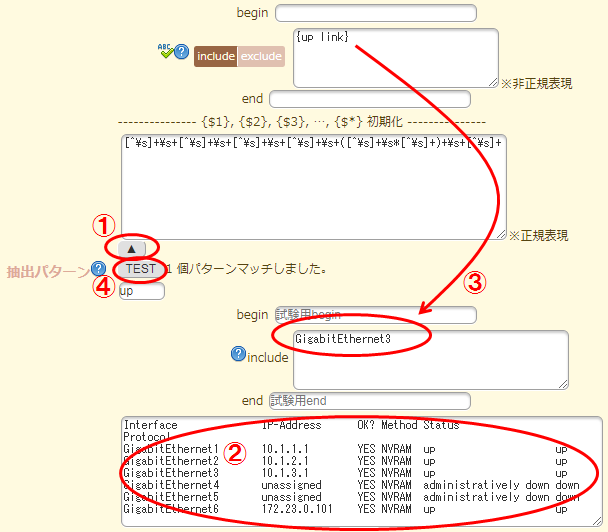 begin
{up link}
ABC
include exclude
※非正規表現
end
--------------- {$1}, {$2}, {$3}, …, {$*} 初期化 ---------------
[^¥s]+¥s+[^¥s]+¥s+[^¥s]+¥s+[^¥s]+¥s+([^¥s]+¥s*[^¥s]+)+¥s+[^¥s]+
※正規表現
①
▲
抽出パターン TEST 1 個パターンマッチしました。
④
up
③
begin 試験用begin
GigabitEthernet3
include
end 試験用end
Interface IP-Address OK? Method Status
Protocol
②
GigabitEthernet1 10.1.1.1 YES NVRAM up up
GigabitEthernet2 10.1.2.1 YES NVRAM up up
GigabitEthernet3 10.1.3.1 YES NVRAM up up
GigabitEthernet4 unassigned YES NVRAM administratively down down
GigabitEthernet5 unassigned YES NVRAM administratively down down
GigabitEthernet6 172.23.0.101 YES NVRAM up up